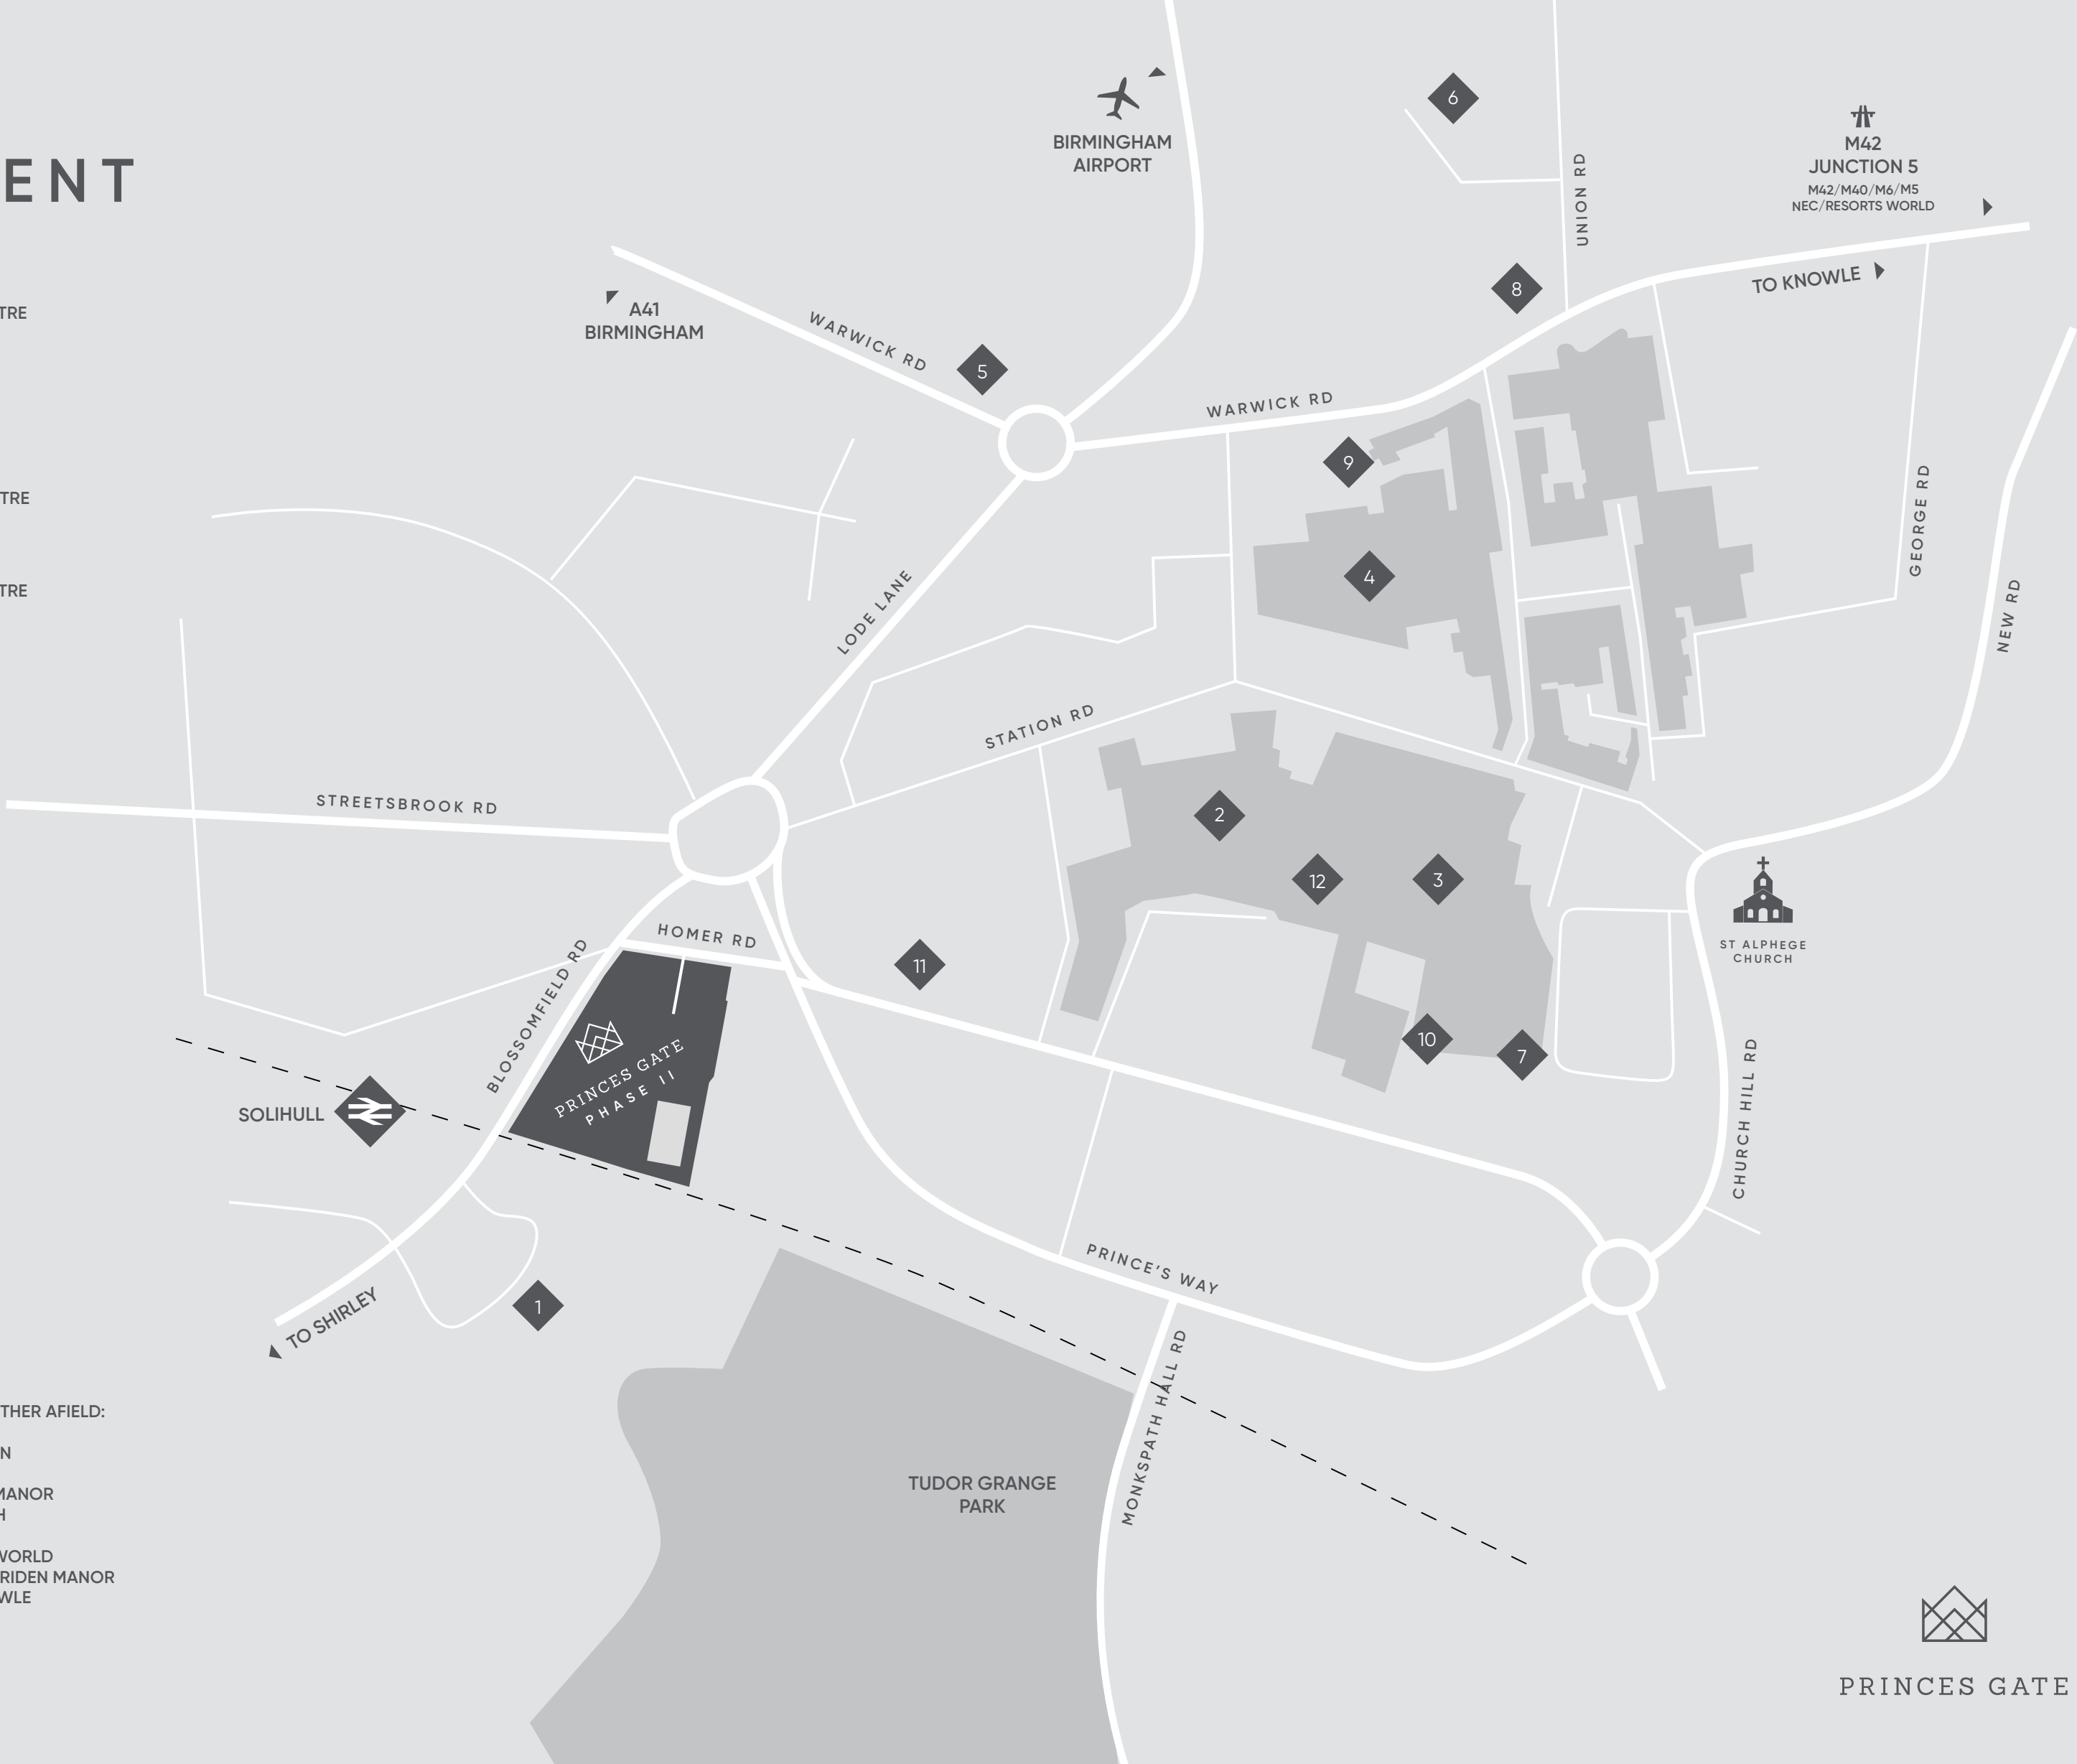 ENT
TRE
TRE
TRE
THER AFIELD:
N
MANOR
H
WORLD
RIDEN MANOR
WLE
BIRMINGHAM
AIRPORT
6
UNION RD
M42
JUNCTION 5
M42/M40/M6/M5
NEC/RESORTS WORLD
TO KNOWLE
8
A41
BIRMINGHAM
WARWICK RD
5
WARWICK RD
9
4
GEORGE RD
NEW RD
LODE LANE
STATION RD
STREETSBROOK RD
2
12
3
ST ALPHEGE
CHURCH
HOMER RD
11
BLOSSOMFIELD RD
PRINCES GATE
PHASE II
10
7
CHURCH HILL RD
SOLIHULL
TO SHIRLEY
1
PRINCE'S WAY
MONKSPATH HALL RD
TUDOR GRANGE
PARK
PRINCES GATE